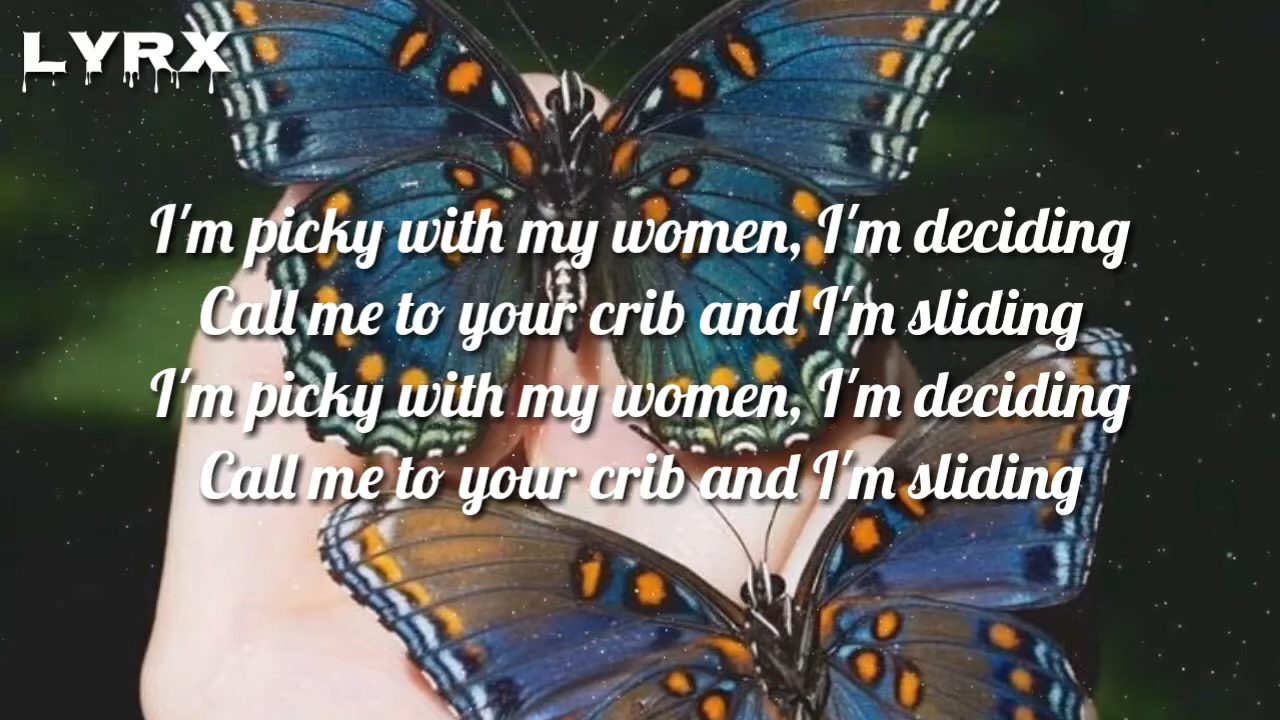 LYRX
I'm picky with my women, I'm deciding
Call me to your crib and I'm sliding
I'm picky with my women, I'm deciding
Call me to your crib and I'm sliding